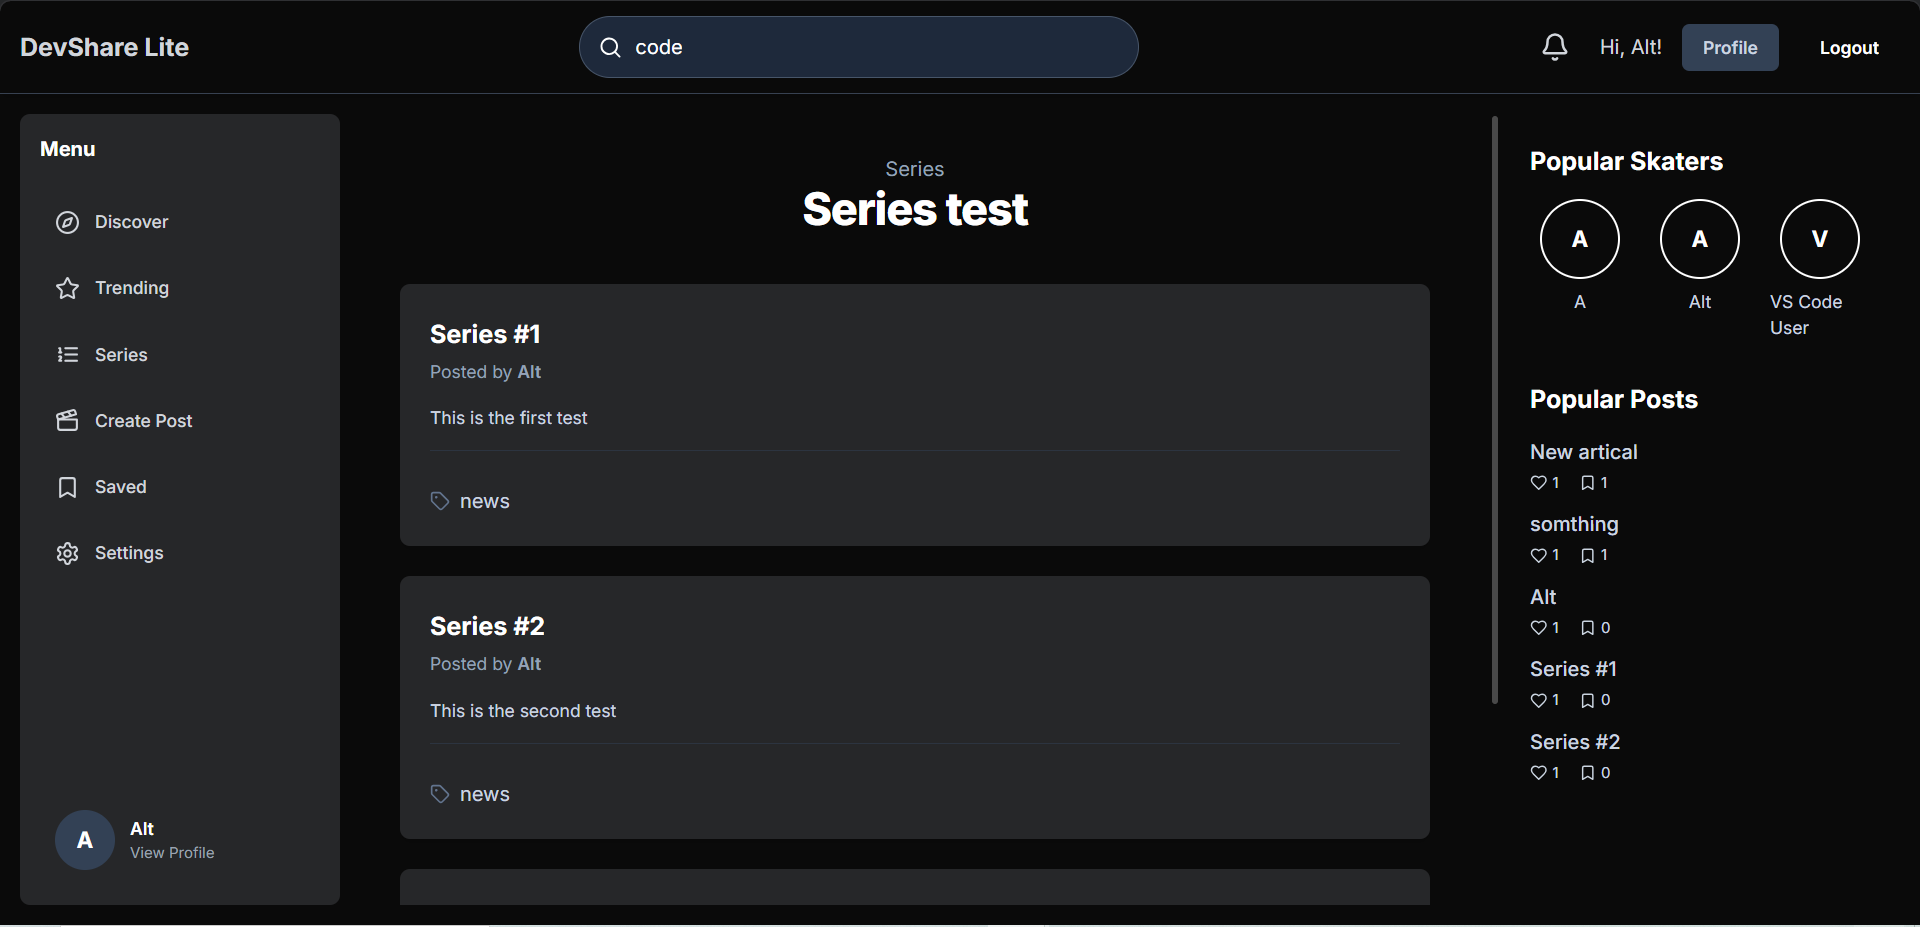 DevShare Lite
code
Hi, Alt!
Profile
Logout
Menu
Discover
Trending
Series
Create Post
Saved
Settings
A
Alt
View Profile
Series
Series test
Series #1
Posted by Alt
This is the first test
news
Series #2
Posted by Alt
This is the second test
news
Popular Skaters
A
A
V
A
Alt
VS Code
User
Popular Posts
New artical
1 1
somthing
1 1
Alt
1 0
Series #1
1 0
Series #2
1 0